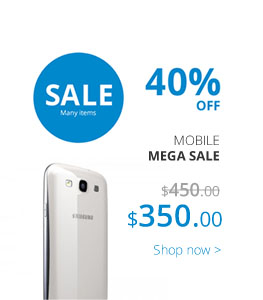 SALE
Many items
40%
OFF
MOBILE
MEGA SALE
$450.00
$350.00
Shop now >
SAMSUNG